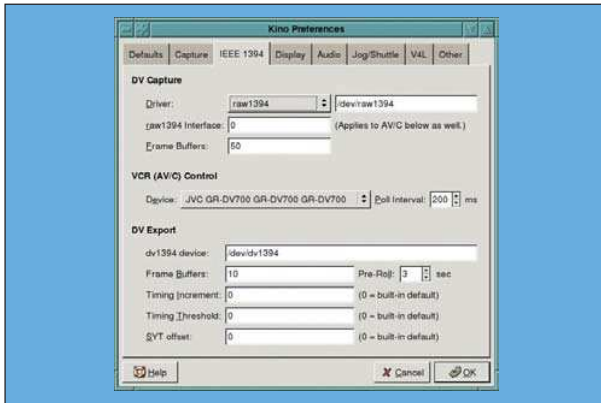 Kino Preferences
Defaults Capture IEEE 1394 Display Audio Jog/Shuttle V4L Other
DV Capture
Driver: raw1394 /dev/raw1394
raw1394 Interface: 0 (Applies to AV/C below as well.)
Frame Buffers: 50
VCR (AV/C) Control
Device: JVC GR-DV700 GR-DV700 GR-DV700 Poll Interval: 200 ms
DV Export
dv1394 device: /dev/dv1394
Frame Buffers: 10 Pre-Roll: 3 sec
Timing Increment: 0 (0 = built-in default)
Timing Threshold: 0 (0 = built-in default)
SYT offset: 0 (0 = built-in default)
Help Cancel OK